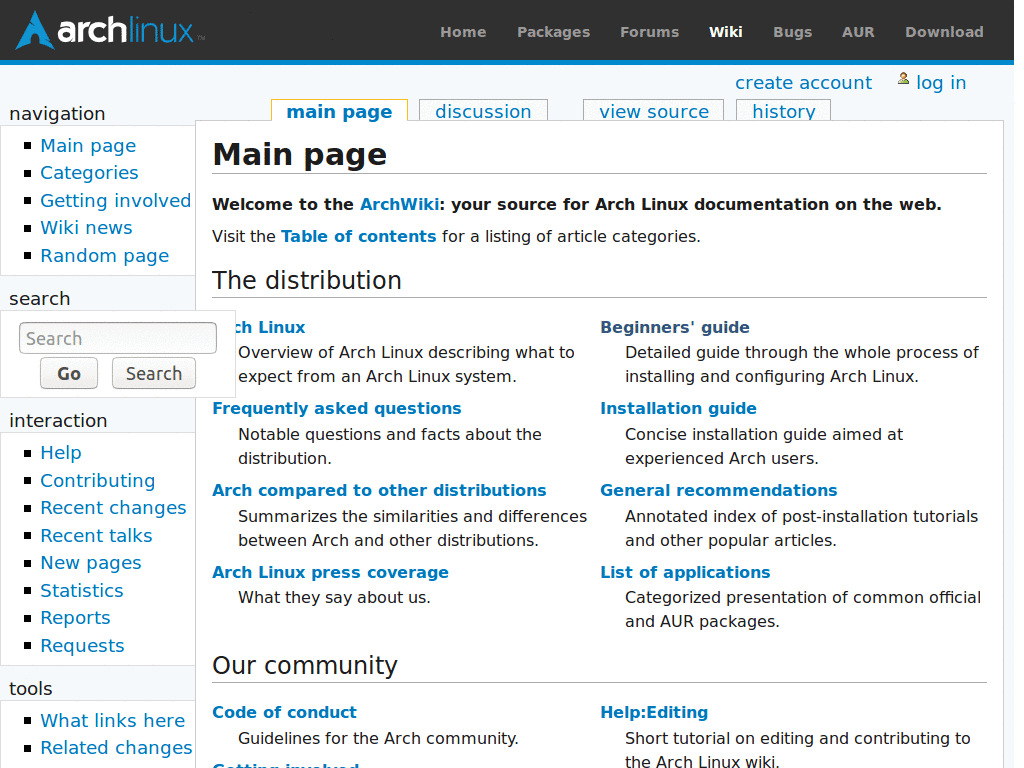 archlinux™
Home Packages Forums Wiki Bugs AUR Download
create account log in
main page discussion view source history
navigation
Main page
Categories
Getting involved
Wiki news
Random page
search
Search
Go Search
interaction
Help
Contributing
Recent changes
Recent talks
New pages
Statistics
Reports
Requests
tools
What links here
Related changes
Main page
Welcome to the ArchWiki: your source for Arch Linux documentation on the web.
Visit the Table of contents for a listing of article categories.
The distribution
ch Linux
Overview of Arch Linux describing what to
expect from an Arch Linux system.
Frequently asked questions
Notable questions and facts about the
distribution.
Arch compared to other distributions
Summarizes the similarities and differences
between Arch and other distributions.
Arch Linux press coverage
What they say about us.
Beginners' guide
Detailed guide through the whole process of
installing and configuring Arch Linux.
Installation guide
Concise installation guide aimed at
experienced Arch users.
General recommendations
Annotated index of post-installation tutorials
and other popular articles.
List of applications
Categorized presentation of common official
and AUR packages.
Our community
Code of conduct
Guidelines for the Arch community.
Getting involved
Help:Editing
Short tutorial on editing and contributing to
the Arch Linux wiki.